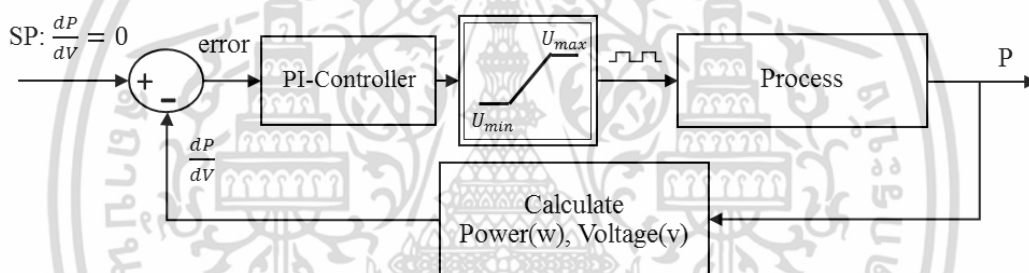 SP: dP/dV = 0
error
+
−
PI-Controller
U_max
U_min
Process
P
dP/dV
Calculate
Power(w), Voltage(v)